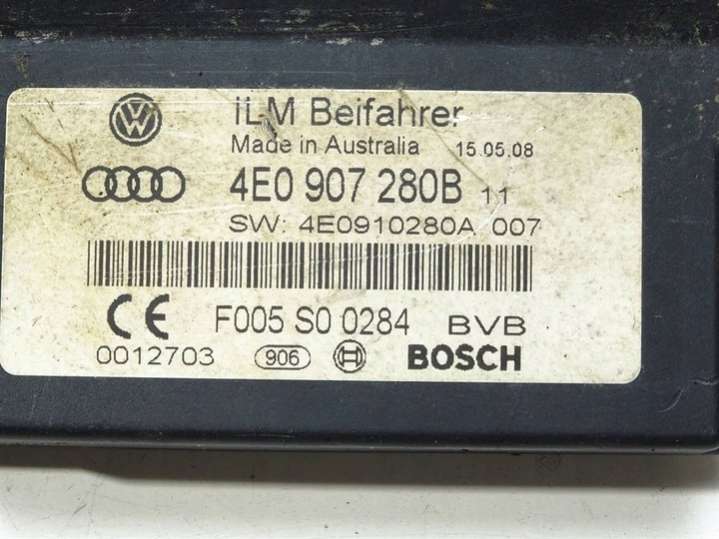 ILM Beifahrer
Made in Australia 15.05.08
4E0 907 280B 11
SW: 4E0910280A 007
F005 S0 0284 BVB
0012703 906 BOSCH